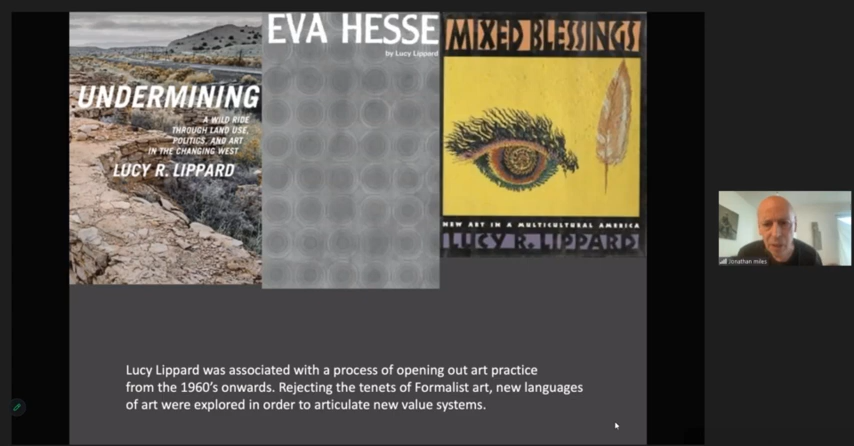 UNDERMINING
A WILD RIDE
THROUGH LAND USE,
POLITICS, AND ART
IN THE CHANGING WEST
LUCY R. LIPPARD
EVA HESSE
by Lucy Lippard
MIXED BLESSINGS
NEW ART IN A MULTICULTURAL AMERICA
LUCY R. LIPPARD
Lucy Lippard was associated with a process of opening out art practice
from the 1960's onwards. Rejecting the tenets of Formalist art, new languages
of art were explored in order to articulate new value systems.
Jonathan miles